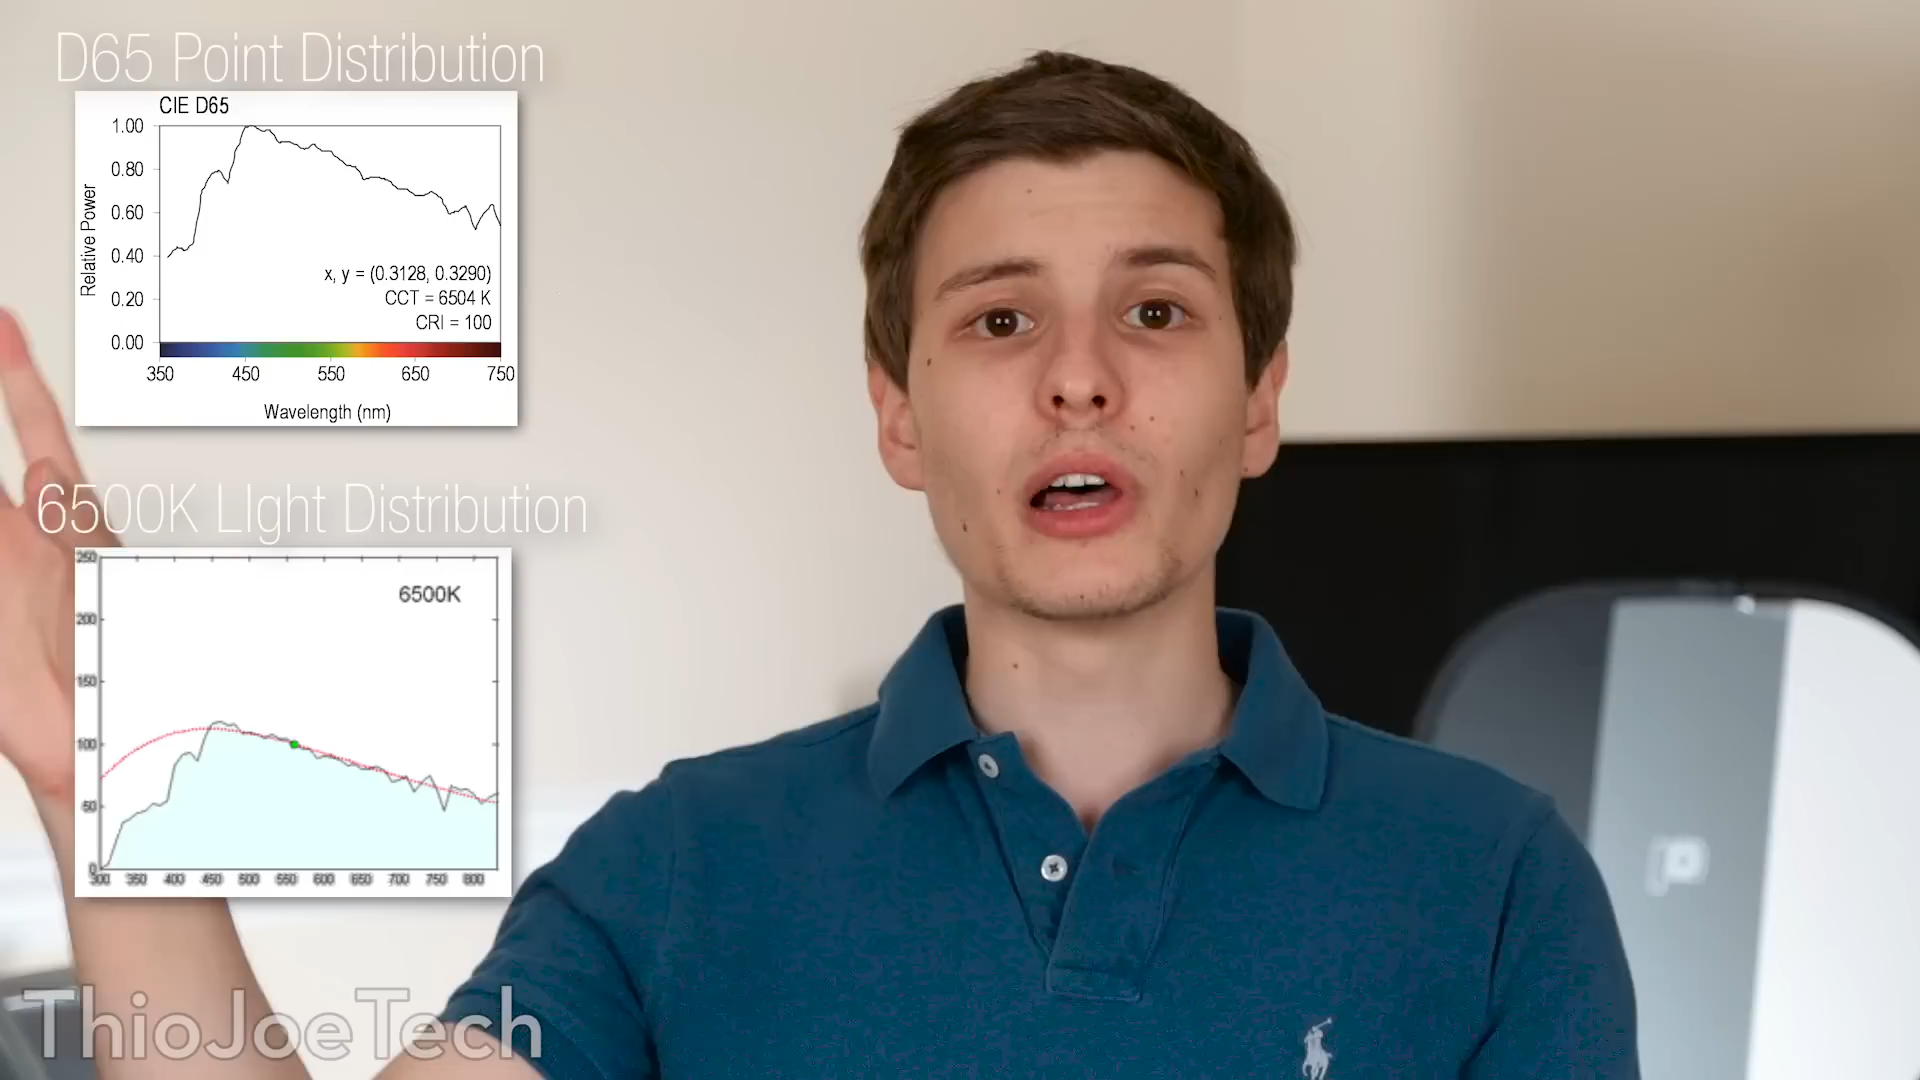 D65 Point Distribution
CIE D65
1.00
0.80
0.60
0.40
0.20
0.00
Relative Power
x, y = (0.3128, 0.3290)
CCT = 6504 K
CRI = 100
350 450 550 650 750
Wavelength (nm)
6500K LIght Distribution
6500K
250
200
150
100
50
0
300 350 400 450 500 550 600 650 700 750 800
ThioJoeTech